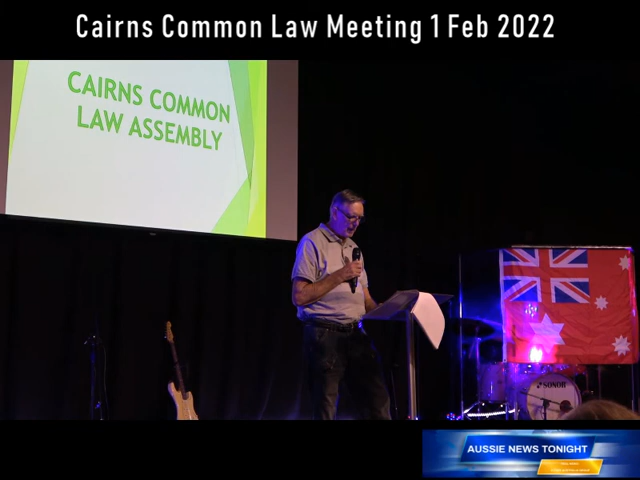 Cairns Common Law Meeting 1 Feb 2022
CAIRNS COMMON
LAW ASSEMBLY
SONOR
AUSSIE NEWS TONIGHT